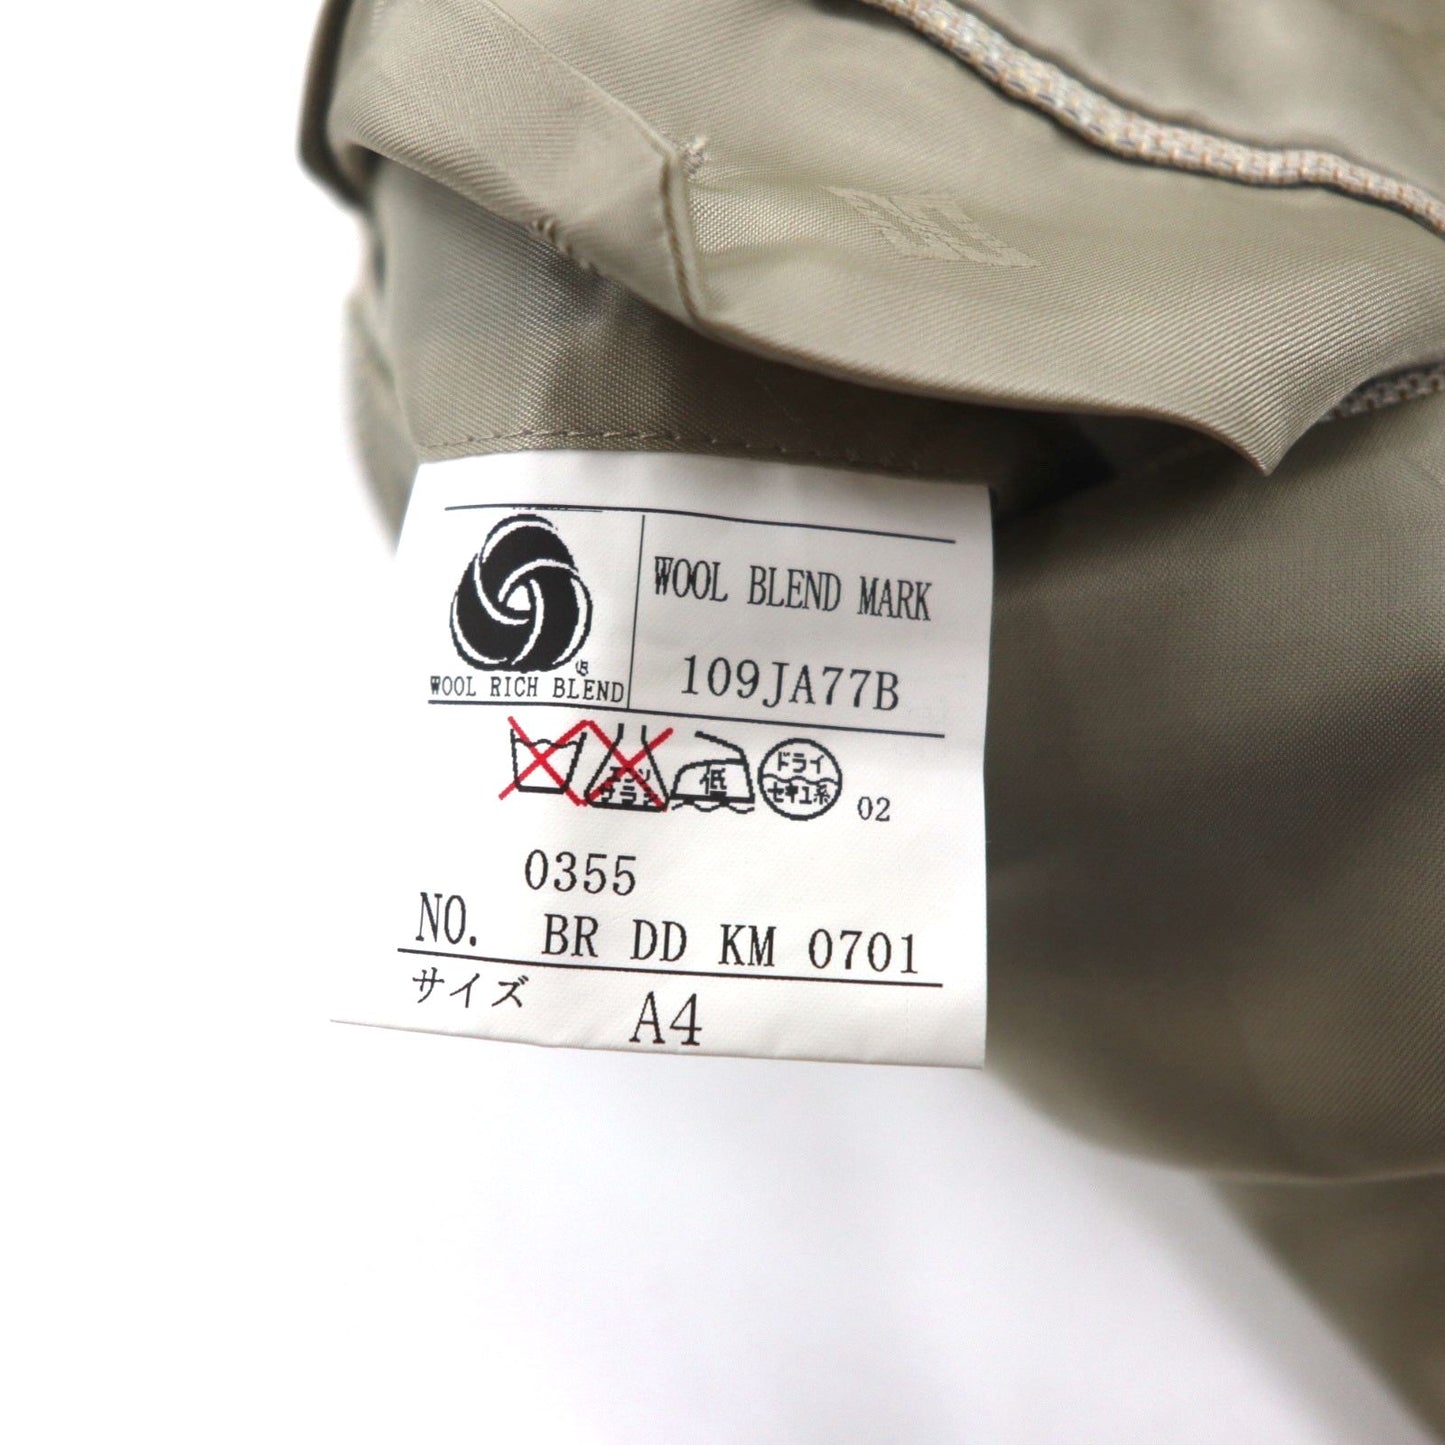 WOOL RICH BLEND
WOOL BLEND MARK
109JA77B
エンソ
サラシ
低
ドライ
セキユ系
02
0355
NO. BR DD KM 0701
サイズ A4